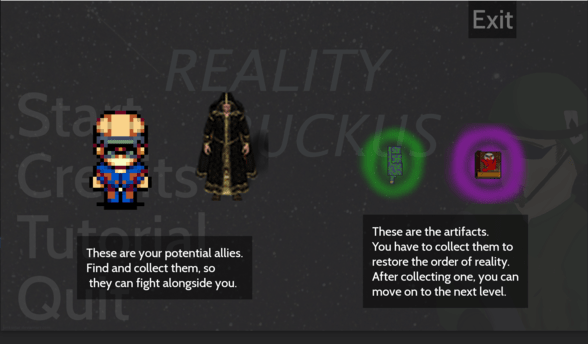 Exit
REALITY
RUCKUS
Start
Credits
Tutorial
Quit
These are your potential allies.
Find and collect them, so
they can fight alongside you.
These are the artifacts.
You have to collect them to
restore the order of reality.
After collecting one, you can
move on to the next level.